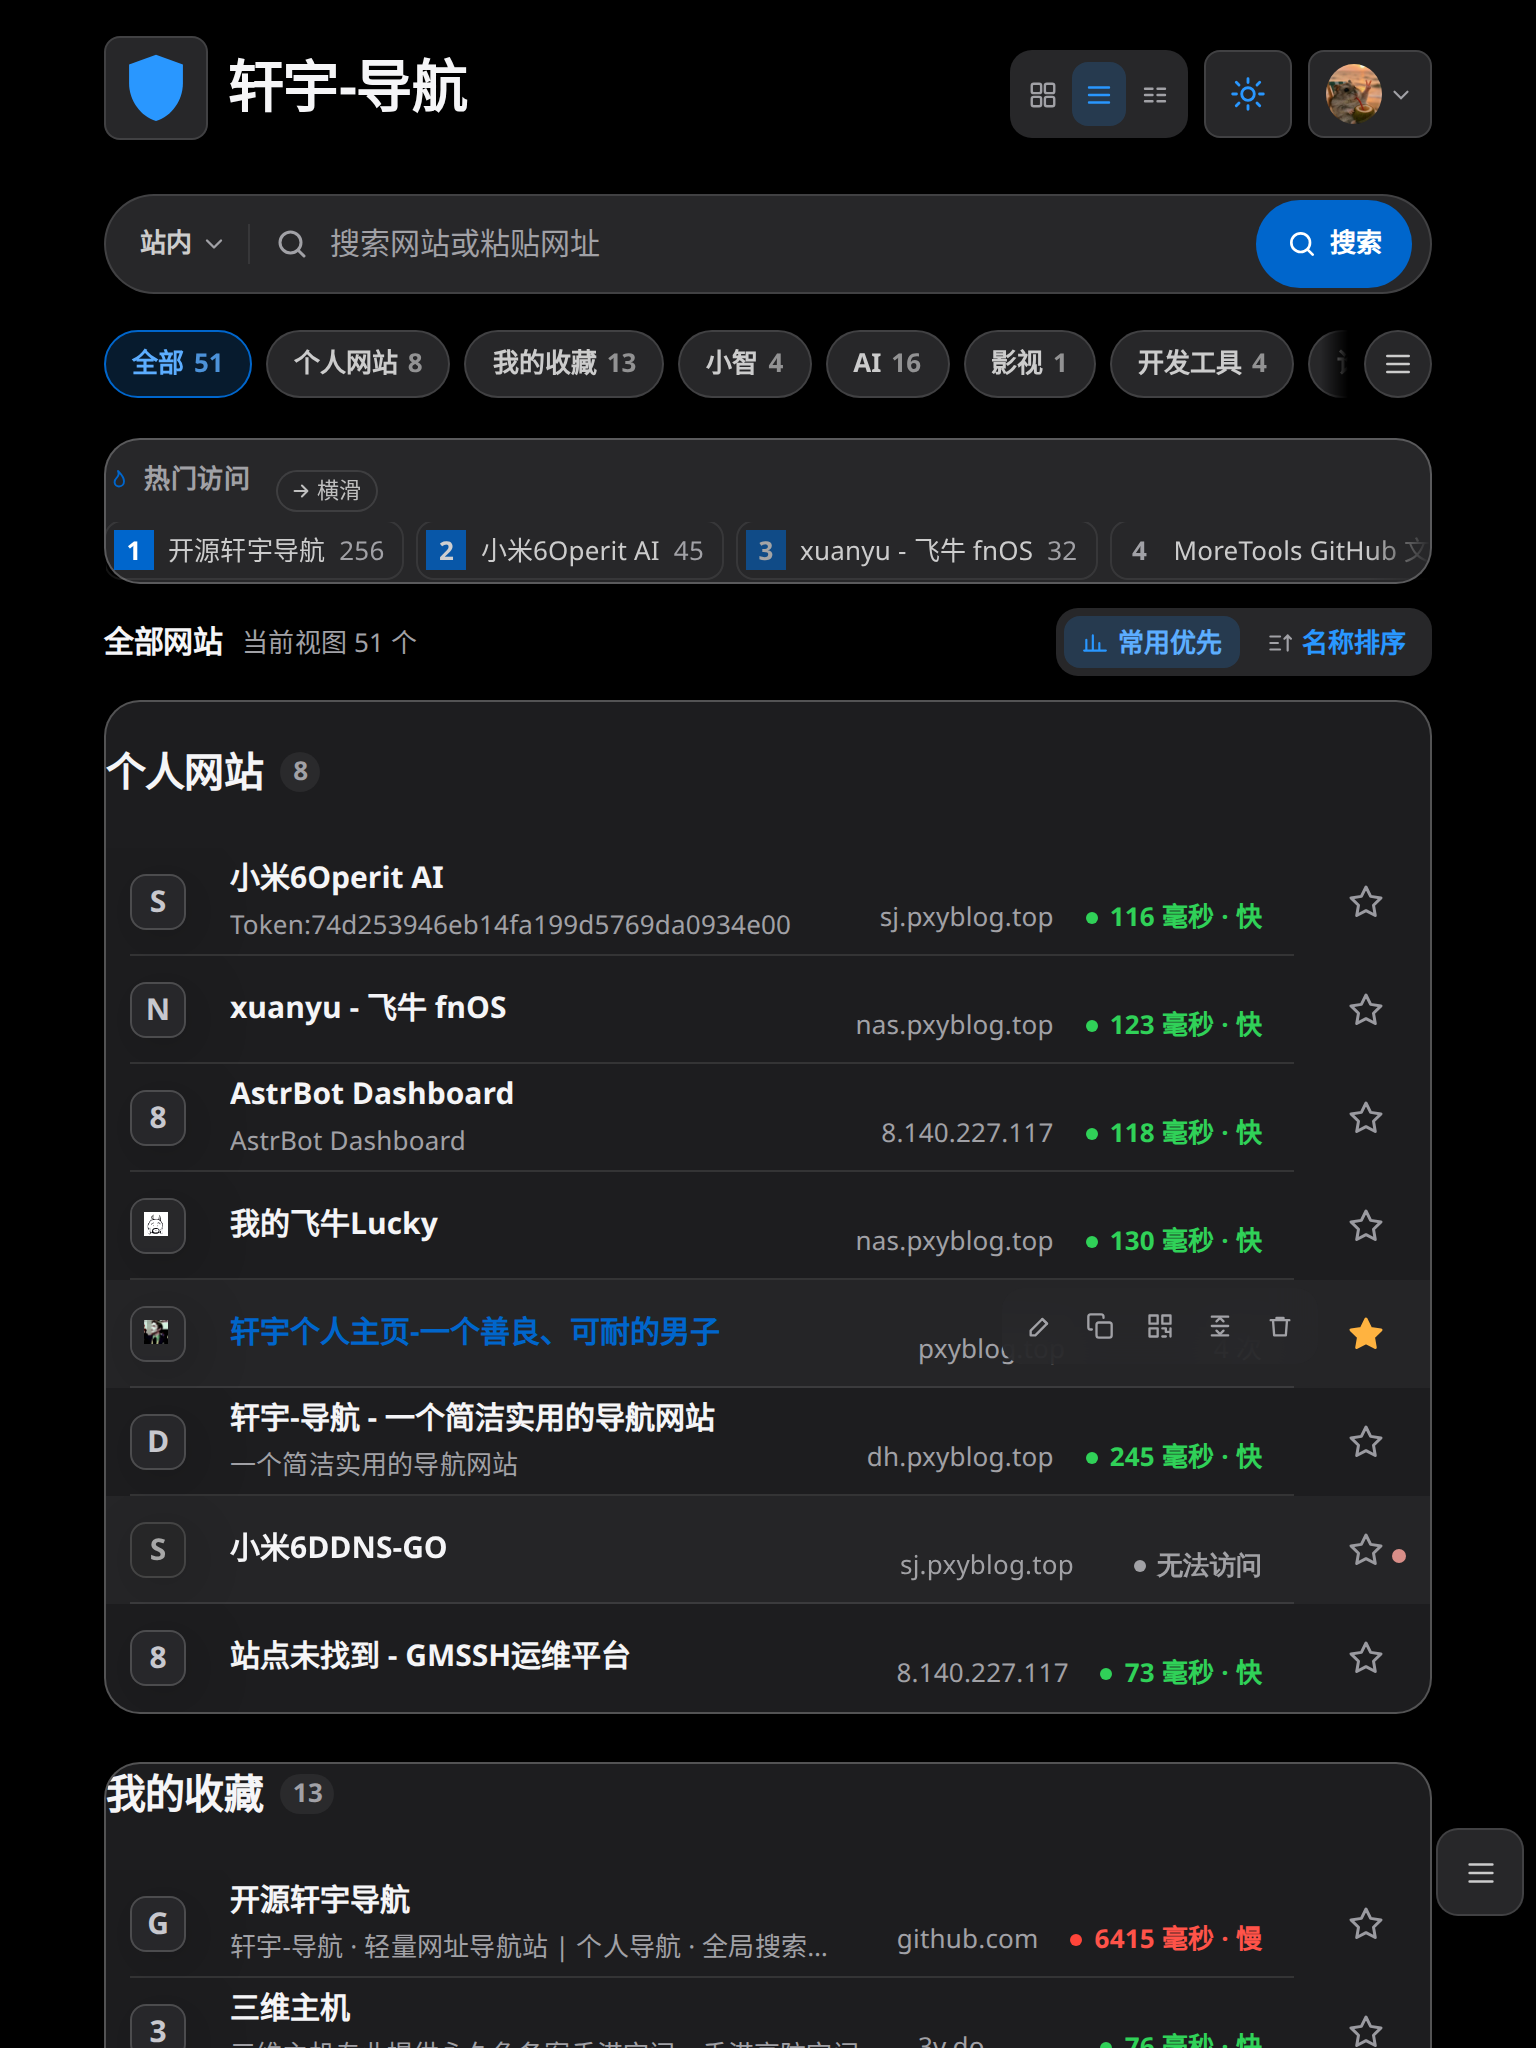 轩宇-导航
站内 搜索网站或粘贴网址 搜索
全部 51 个人网站 8 我的收藏 13 小智 4 AI 16 影视 1 开发工具 4
热门访问 → 横滑
1 开源轩宇导航 256 2 小米6Operit AI 45 3 xuanyu - 飞牛 fnOS 32 4 MoreTools GitHub 文
全部网站 当前视图 51 个 常用优先 名称排序
个人网站 8
S 小米6Operit AI
Token:74d253946eb14fa199d5769da0934e00 sj.pxyblog.top 116 毫秒 · 快
N xuanyu - 飞牛 fnOS nas.pxyblog.top 123 毫秒 · 快
8 AstrBot Dashboard
AstrBot Dashboard 8.140.227.117 118 毫秒 · 快
我的飞牛Lucky nas.pxyblog.top 130 毫秒 · 快
轩宇个人主页-一个善良、可耐的男子 pxyblog.top 4 次
D 轩宇-导航 - 一个简洁实用的导航网站
一个简洁实用的导航网站 dh.pxyblog.top 245 毫秒 · 快
S 小米6DDNS-GO sj.pxyblog.top 无法访问
8 站点未找到 - GMSSH运维平台 8.140.227.117 73 毫秒 · 快
我的收藏 13
G 开源轩宇导航
轩宇-导航 · 轻量网址导航站 | 个人导航 · 全局搜索... github.com 6415 毫秒 · 慢
3 三维主机
3v.do 76 毫秒 · 快